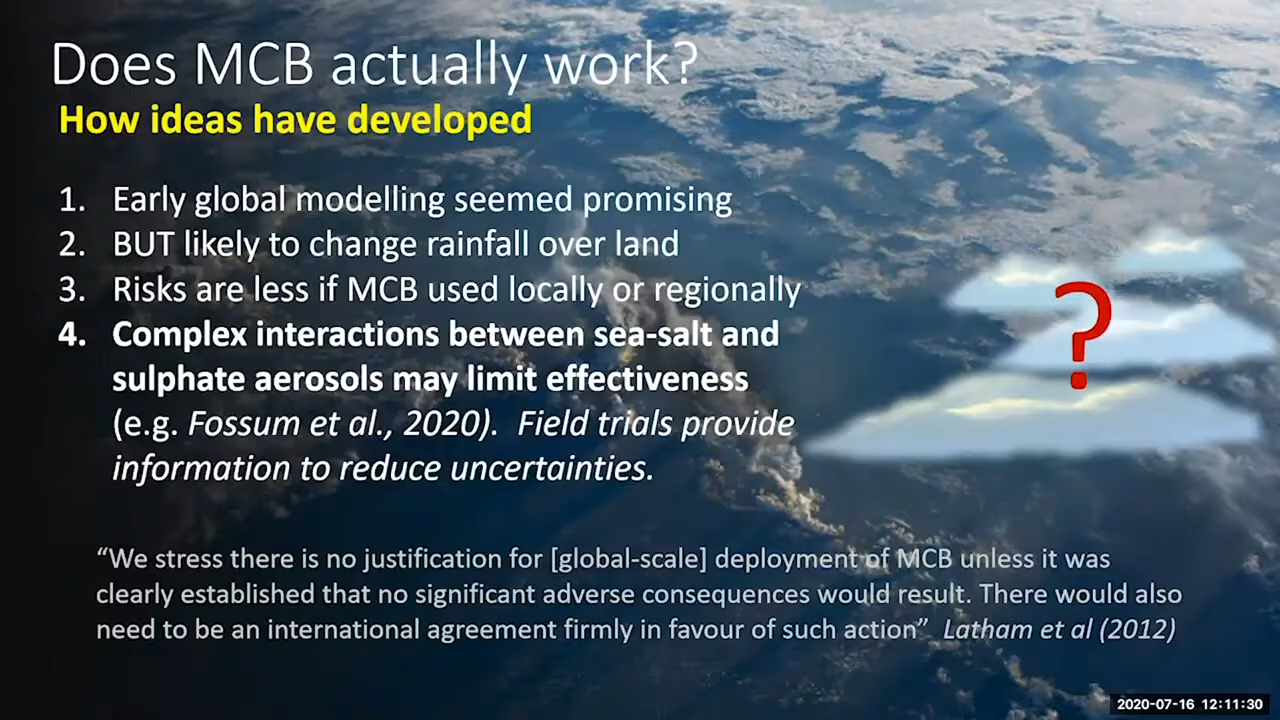 Does MCB actually work?
How ideas have developed
1. Early global modelling seemed promising
2. BUT likely to change rainfall over land
3. Risks are less if MCB used locally or regionally
4. Complex interactions between sea-salt and
sulphate aerosols may limit effectiveness
(e.g. Fossum et al., 2020). Field trials provide
information to reduce uncertainties.
?
“We stress there is no justification for [global-scale] deployment of MCB unless it was
clearly established that no significant adverse consequences would result. There would also
need to be an international agreement firmly in favour of such action” Latham et al (2012)
2020-07-16 12:11:30